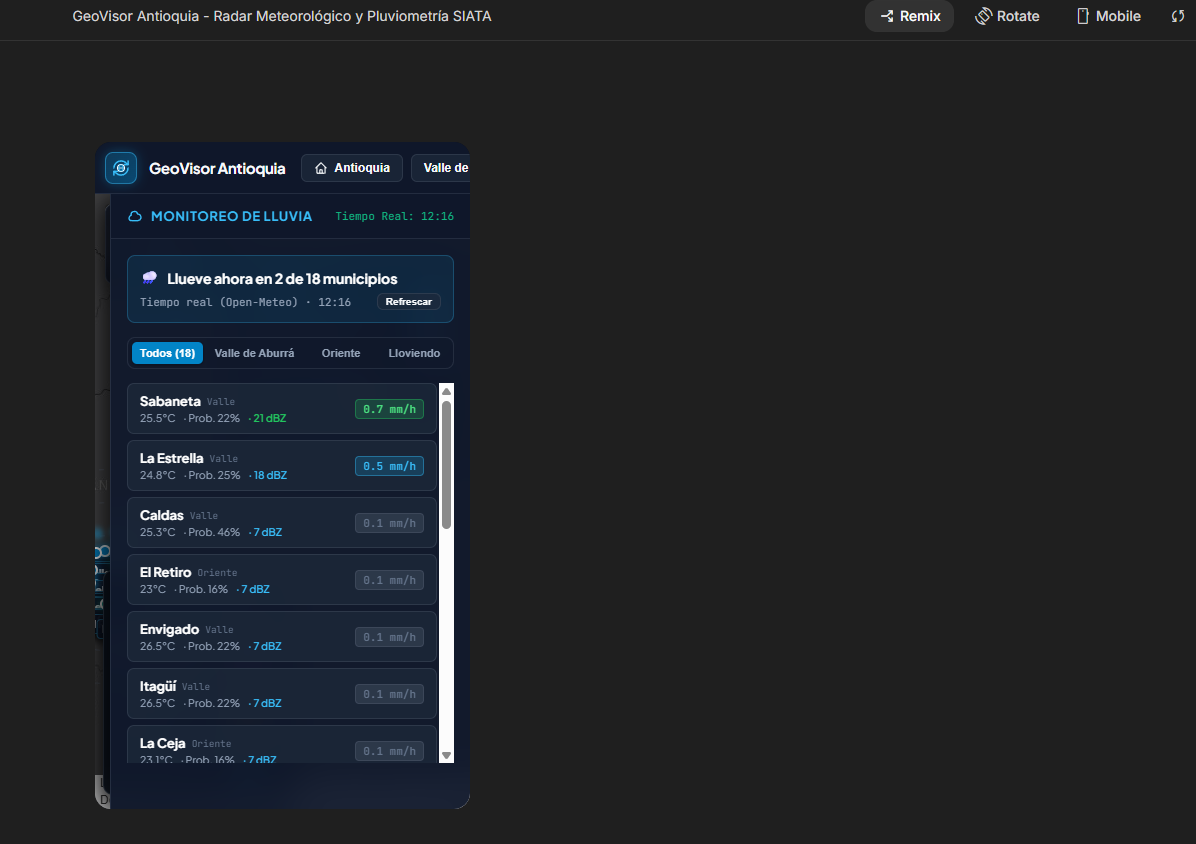 GeoVisor Antioquia - Radar Meteorológico y Pluviometría SIATA
Remix
Rotate
Mobile
GeoVisor Antioquia
Antioquia
Valle de
MONITOREO DE LLUVIA
Tiempo Real: 12:16
Llueve ahora en 2 de 18 municipios
Tiempo real (Open-Meteo) · 12:16
Refrescar
Todos (18)
Valle de Aburrá
Oriente
Lloviendo
Sabaneta Valle
25.5°C · Prob. 22% · 21 dBZ
0.7 mm/h
La Estrella Valle
24.8°C · Prob. 25% · 18 dBZ
0.5 mm/h
Caldas Valle
25.3°C · Prob. 46% · 7 dBZ
0.1 mm/h
El Retiro Oriente
23°C · Prob. 16% · 7 dBZ
0.1 mm/h
Envigado Valle
26.5°C · Prob. 22% · 7 dBZ
0.1 mm/h
Itagüí Valle
26.5°C · Prob. 22% · 7 dBZ
0.1 mm/h
La Ceja Oriente
23.1°C · Prob. 16% · 7 dBZ
0.1 mm/h